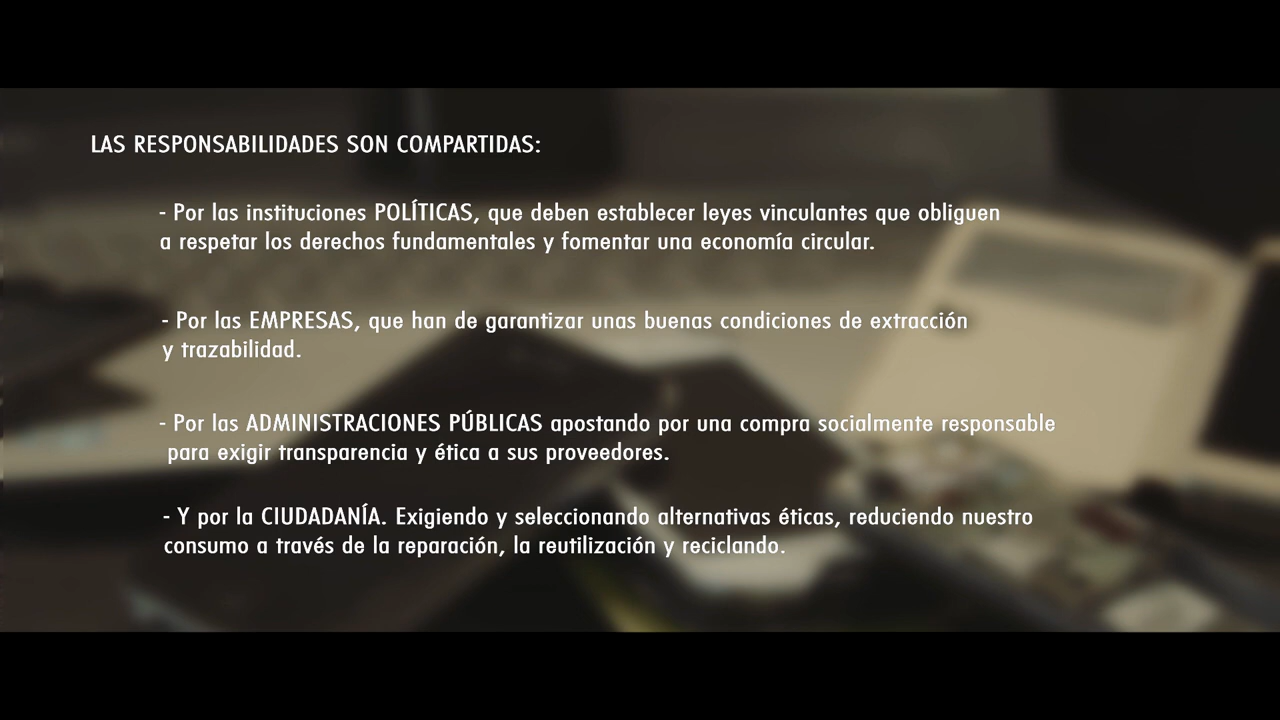 LAS RESPONSABILIDADES SON COMPARTIDAS:
- Por las instituciones POLÍTICAS, que deben establecer leyes vinculantes que obliguen
a respetar los derechos fundamentales y fomentar una economía circular.
- Por las EMPRESAS, que han de garantizar unas buenas condiciones de extracción
y trazabilidad.
- Por las ADMINISTRACIONES PÚBLICAS apostando por una compra socialmente responsable
para exigir transparencia y ética a sus proveedores.
- Y por la CIUDADANÍA. Exigiendo y seleccionando alternativas éticas, reduciendo nuestro
consumo a través de la reparación, la reutilización y reciclando.